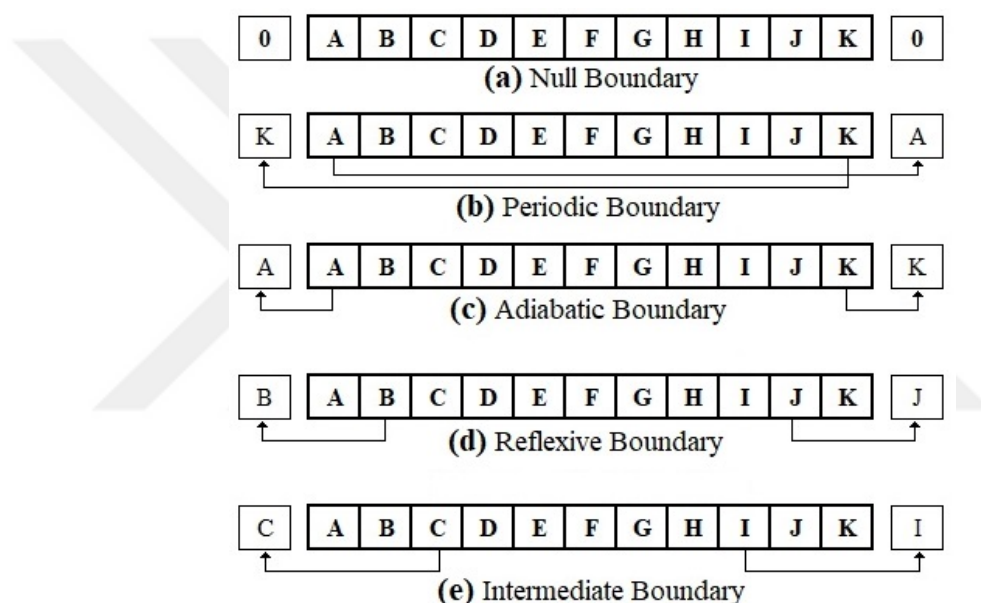 0 A B C D E F G H I J K 0
(a) Null Boundary
K A B C D E F G H I J K A
(b) Periodic Boundary
A A B C D E F G H I J K K
(c) Adiabatic Boundary
B A B C D E F G H I J K J
(d) Reflexive Boundary
C A B C D E F G H I J K I
(e) Intermediate Boundary